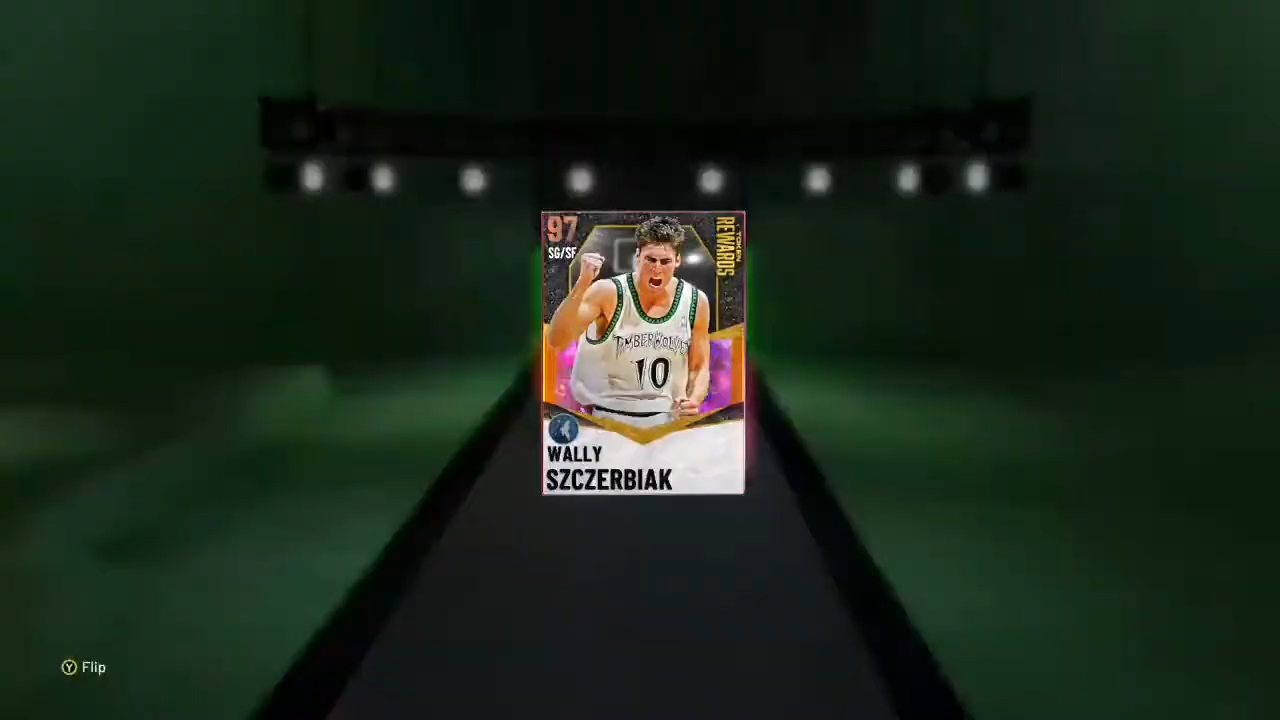 97
SG/SF
TOKEN
REWARDS
TIMBERWOLVES
10
WALLY
SZCZERBIAK
Y Flip